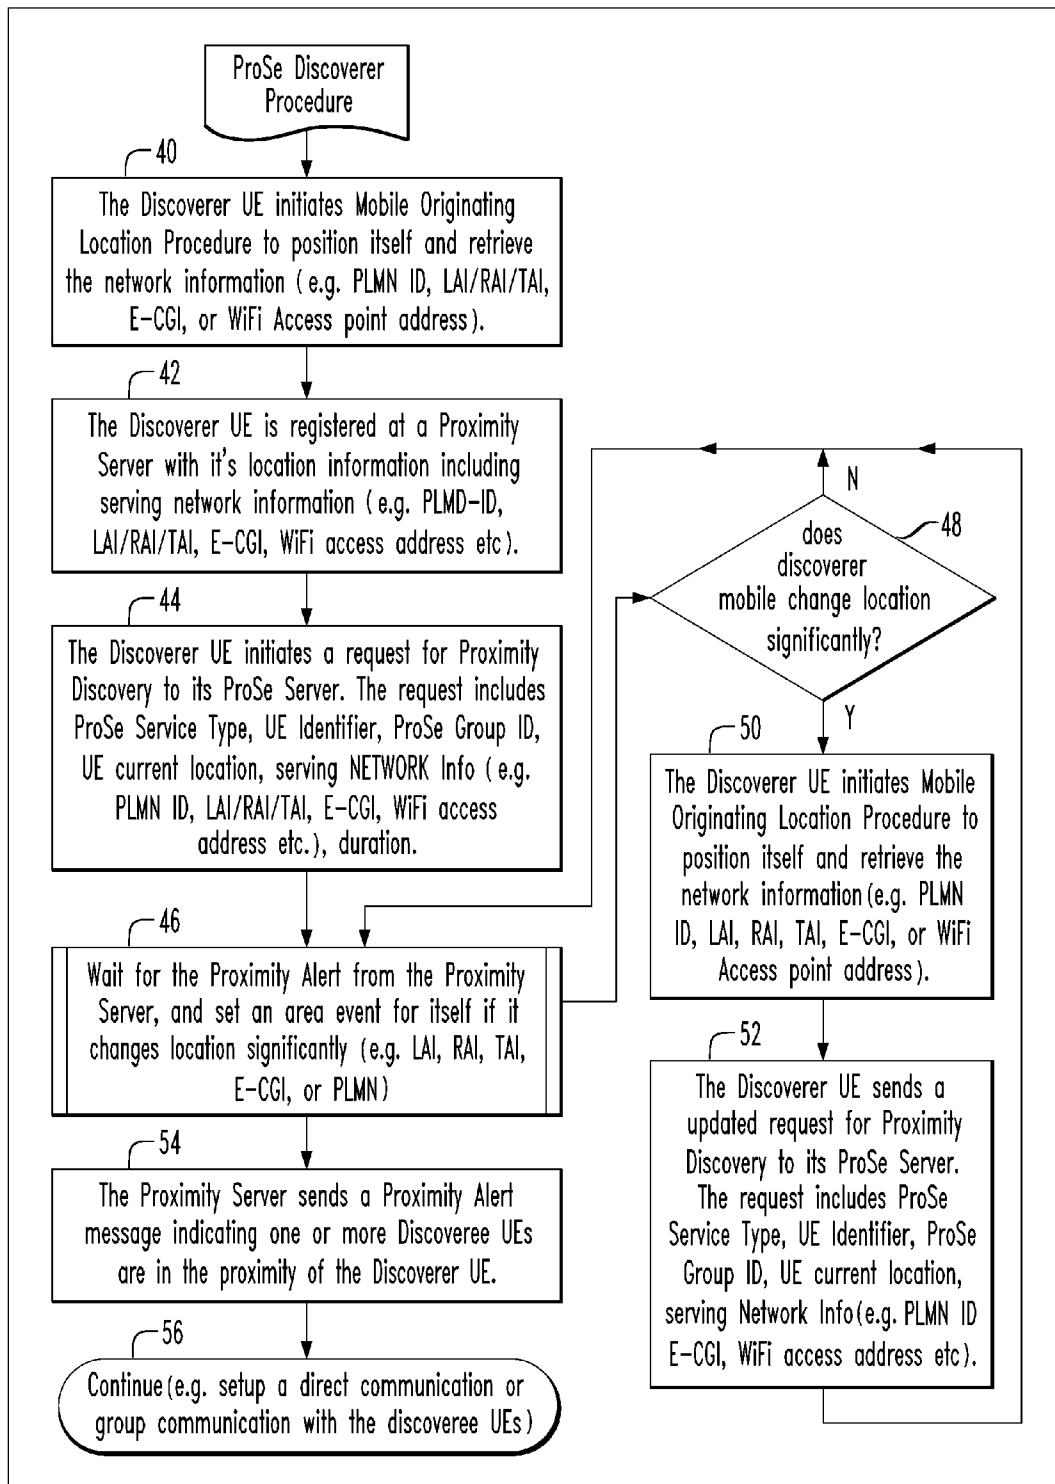 ProSe Discoverer
Procedure
40
The Discoverer UE initiates Mobile Originating
Location Procedure to position itself and retrieve
the network information (e.g. PLMN ID, LAI/RAI/TAI,
E-CGI, or WiFi Access point address).
42
The Discoverer UE is registered at a Proximity
Server with it's location information including
serving network information (e.g. PLMD-ID,
LAI/RAI/TAI, E-CGI, WiFi access address etc).
44
The Discoverer UE initiates a request for Proximity
Discovery to its ProSe Server. The request includes
ProSe Service Type, UE Identifier, ProSe Group ID,
UE current location, serving NETWORK Info (e.g.
PLMN ID, LAI/RAI/TAI, E-CGI, WiFi access
address etc.), duration.
46
Wait for the Proximity Alert from the Proximity
Server, and set an area event for itself if it
changes location significantly (e.g. LAI, RAI, TAI,
E-CGI, or PLMN)
54
The Proximity Server sends a Proximity Alert
message indicating one or more Discoveree UEs
are in the proximity of the Discoverer UE.
56
Continue(e.g. setup a direct communication or
group communication with the discoveree UEs)
N
48
does
discoverer
mobile change location
significantly?
Y
50
The Discoverer UE initiates Mobile
Originating Location Procedure to
position itself and retrieve the
network information(e.g. PLMN
ID, LAI, RAI, TAI, E-CGI, or WiFi
Access point address).
52
The Discoverer UE sends a
updated request for Proximity
Discovery to its ProSe Server.
The request includes ProSe
Service Type, UE Identifier, ProSe
Group ID, UE current location,
serving Network Info(e.g. PLMN ID
E-CGI, WiFi access address etc).